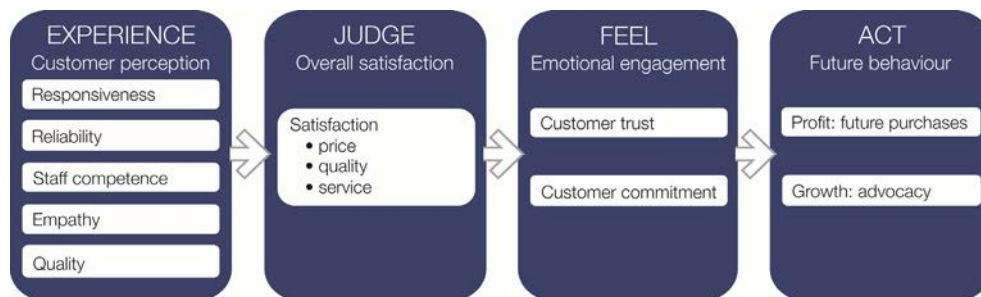 EXPERIENCE
Customer perception
Responsiveness
Reliability
Staff competence
Empathy
Quality
JUDGE
Overall satisfaction
Satisfaction
• price
• quality
• service
FEEL
Emotional engagement
Customer trust
Customer commitment
ACT
Future behaviour
Profit: future purchases
Growth: advocacy